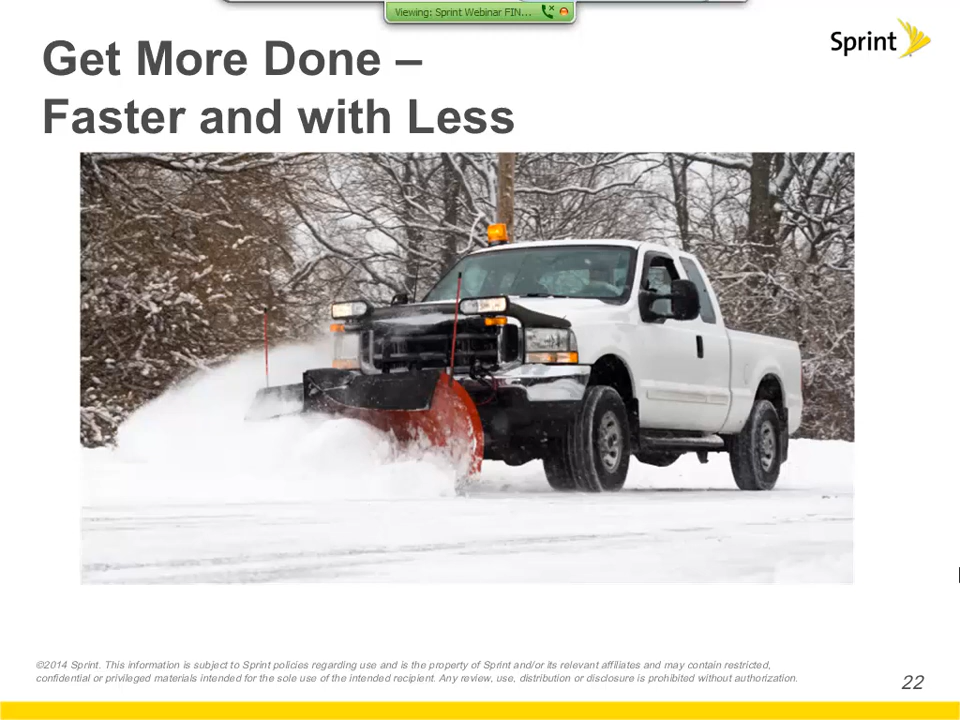 Viewing: Sprint Webinar FIN...
Sprint
Get More Done –
Faster and with Less
©2014 Sprint. This information is subject to Sprint policies regarding use and is the property of Sprint and/or its relevant affiliates and may contain restricted,
confidential or privileged materials intended for the sole use of the intended recipient. Any review, use, distribution or disclosure is prohibited without authorization.
22